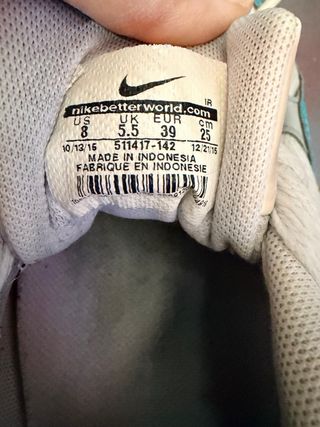 IR
nikebetterworld.com
US UK EUR cm
8 5.5 39 25
10/13/15 511417-142 12/21/15
MADE IN INDONESIA
FABRIQUE EN INDONESIE